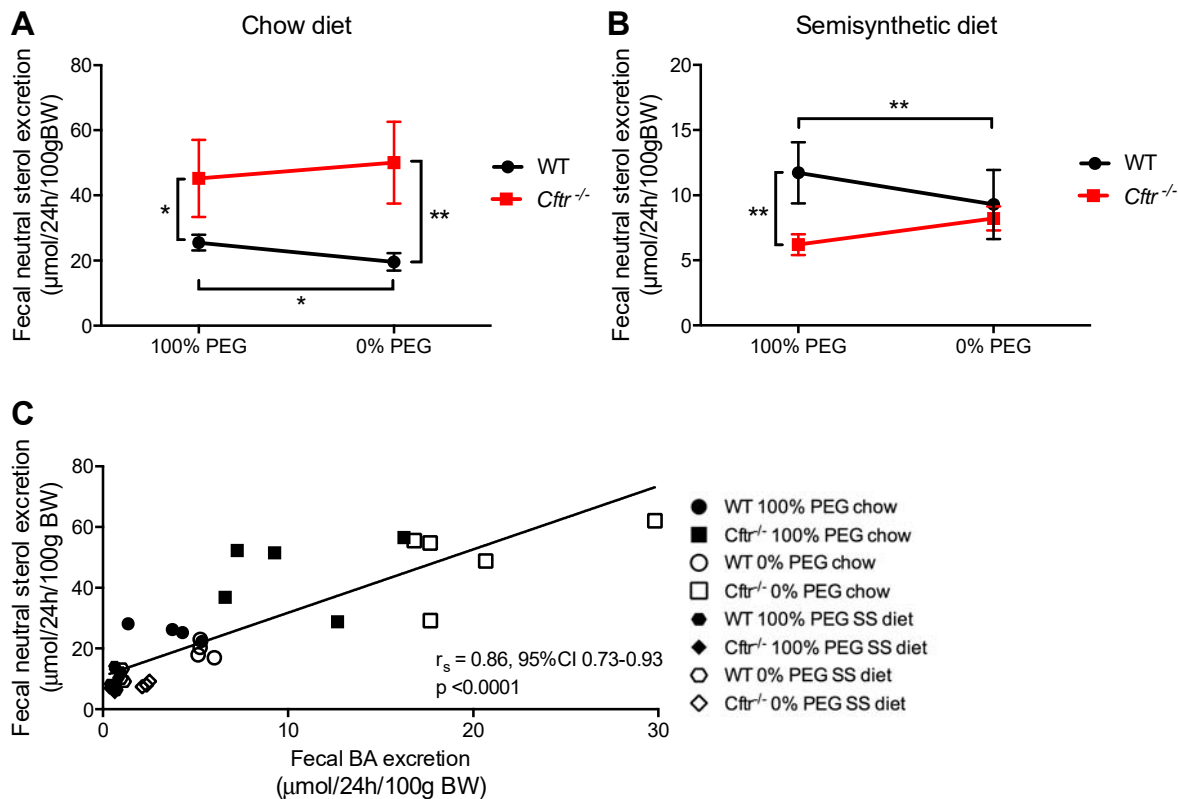 A
Chow diet
Fecal neutral sterol excretion
(μmol/24h/100gBW)
80
60
40
20
0
*
**
*
100% PEG
0% PEG
WT
Cftr -/-
B
Semisynthetic diet
Fecal neutral sterol excretion
(μmol/24h/100gBW)
20
15
10
5
0
**
**
100% PEG
0% PEG
WT
Cftr -/-
C
Fecal neutral sterol excretion
(μmol/24h/100g BW)
80
60
40
20
0
0
10
20
30
rs = 0.86, 95%CI 0.73-0.93
p <0.0001
Fecal BA excretion
(μmol/24h/100g BW)
WT 100% PEG chow
Cftr-/- 100% PEG chow
WT 0% PEG chow
Cftr-/- 0% PEG chow
WT 100% PEG SS diet
Cftr-/- 100% PEG SS diet
WT 0% PEG SS diet
Cftr-/- 0% PEG SS diet